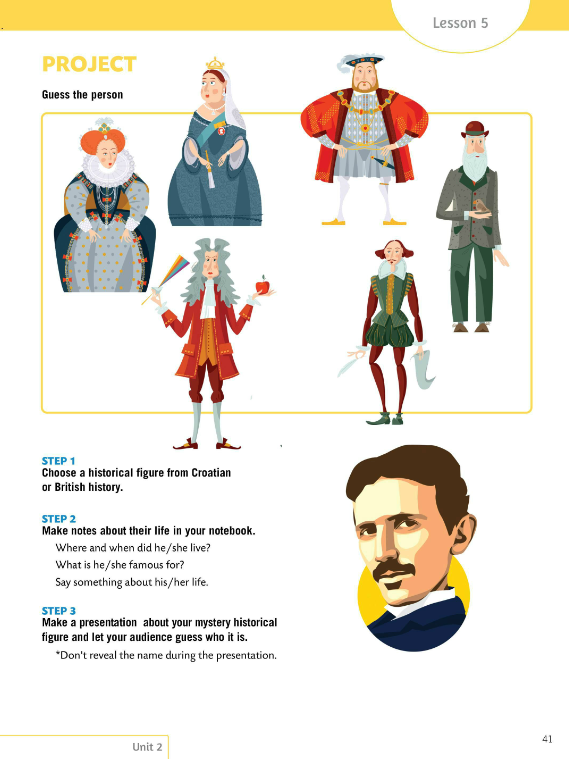 Lesson 5
PROJECT
Guess the person
STEP 1
Choose a historical figure from Croatian
or British history.
STEP 2
Make notes about their life in your notebook.
Where and when did he/she live?
What is he/she famous for?
Say something about his/her life.
STEP 3
Make a presentation about your mystery historical
figure and let your audience guess who it is.
*Don't reveal the name during the presentation.
Unit 2
41